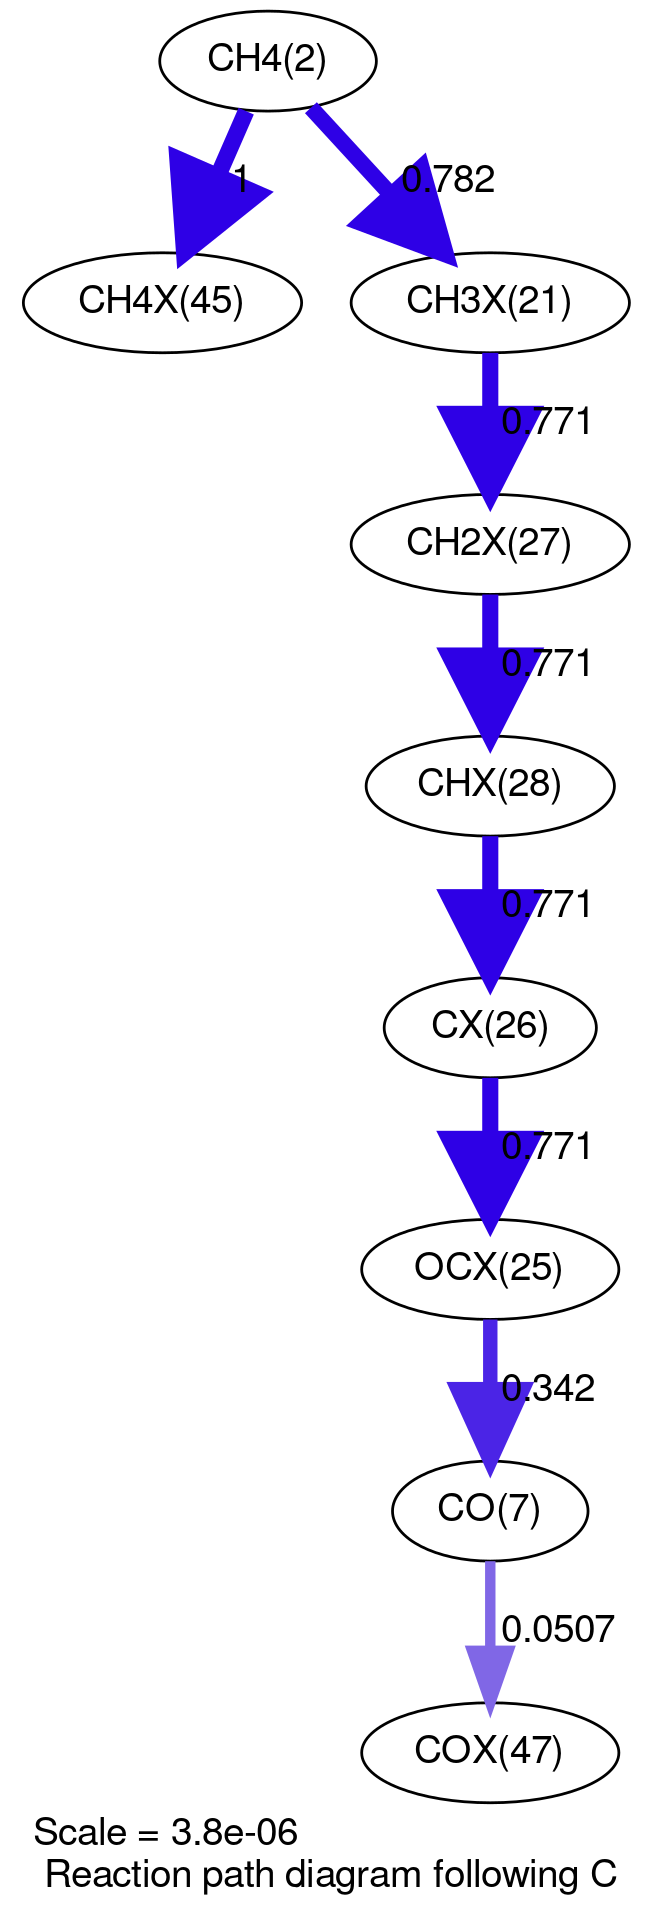 CH4(2)
1
0.782
CH4X(45)
CH3X(21)
0.771
CH2X(27)
0.771
CHX(28)
0.771
CX(26)
0.771
OCX(25)
0.342
CO(7)
0.0507
COX(47)
Scale = 3.8e-06
Reaction path diagram following C